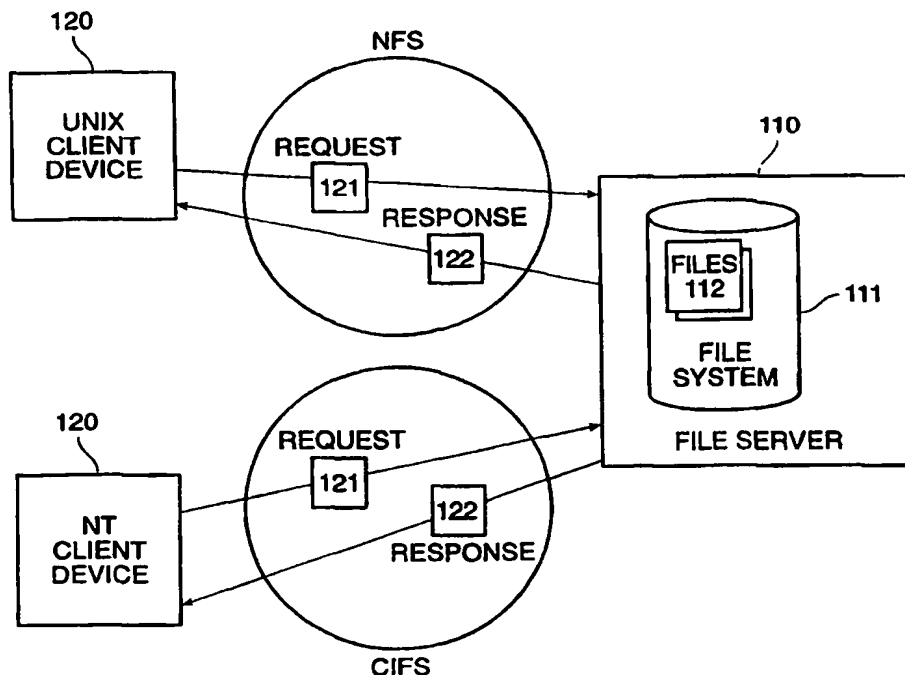 120
UNIX
CLIENT
DEVICE
NFS
REQUEST
121
RESPONSE
122
110
FILES
112
111
FILE
SYSTEM
FILE SERVER
120
NT
CLIENT
DEVICE
REQUEST
121
122
RESPONSE
CIFS